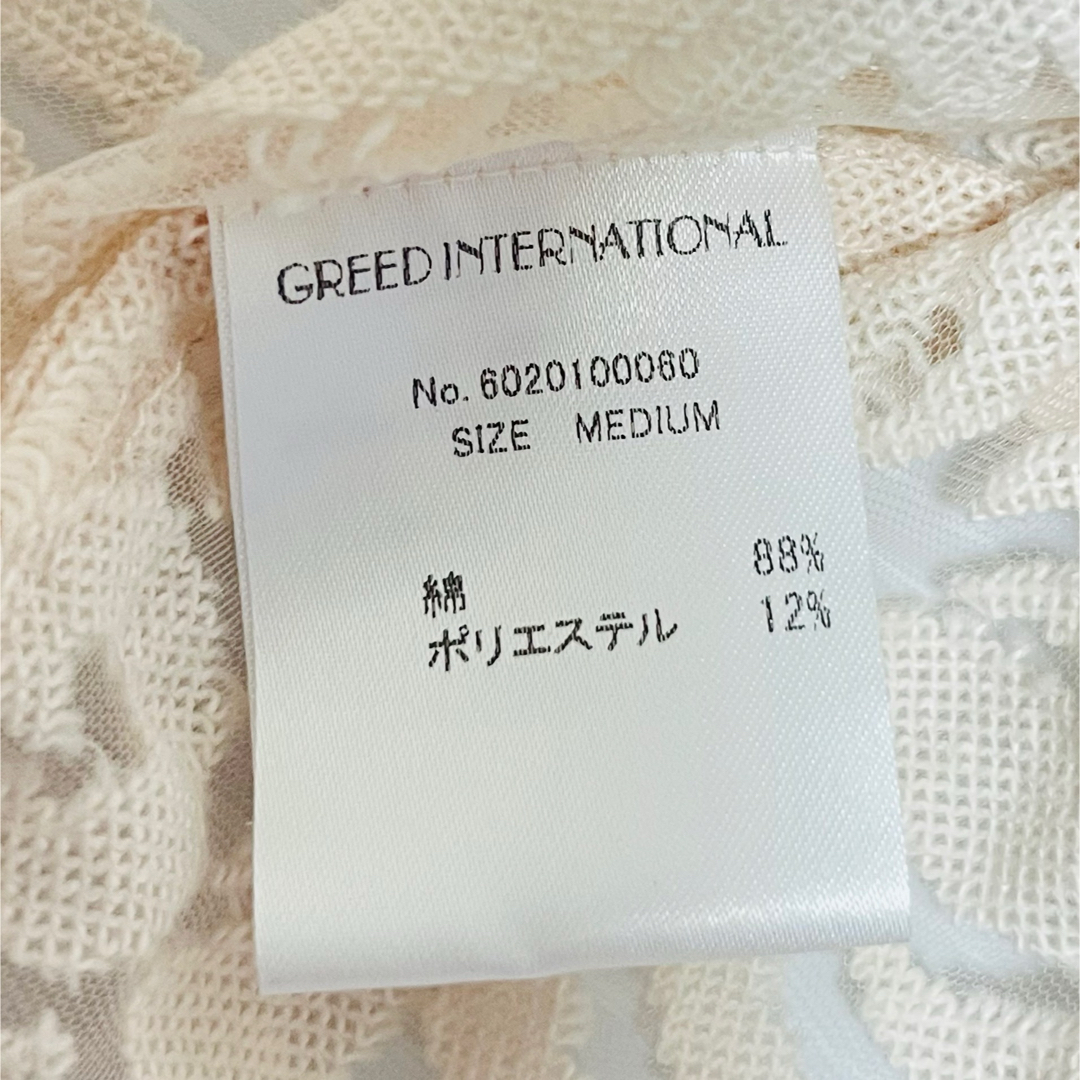 GREED INTERNATIONAL
No. 6020100060
SIZE MEDIUM
綿 88%
ポリエステル 12%